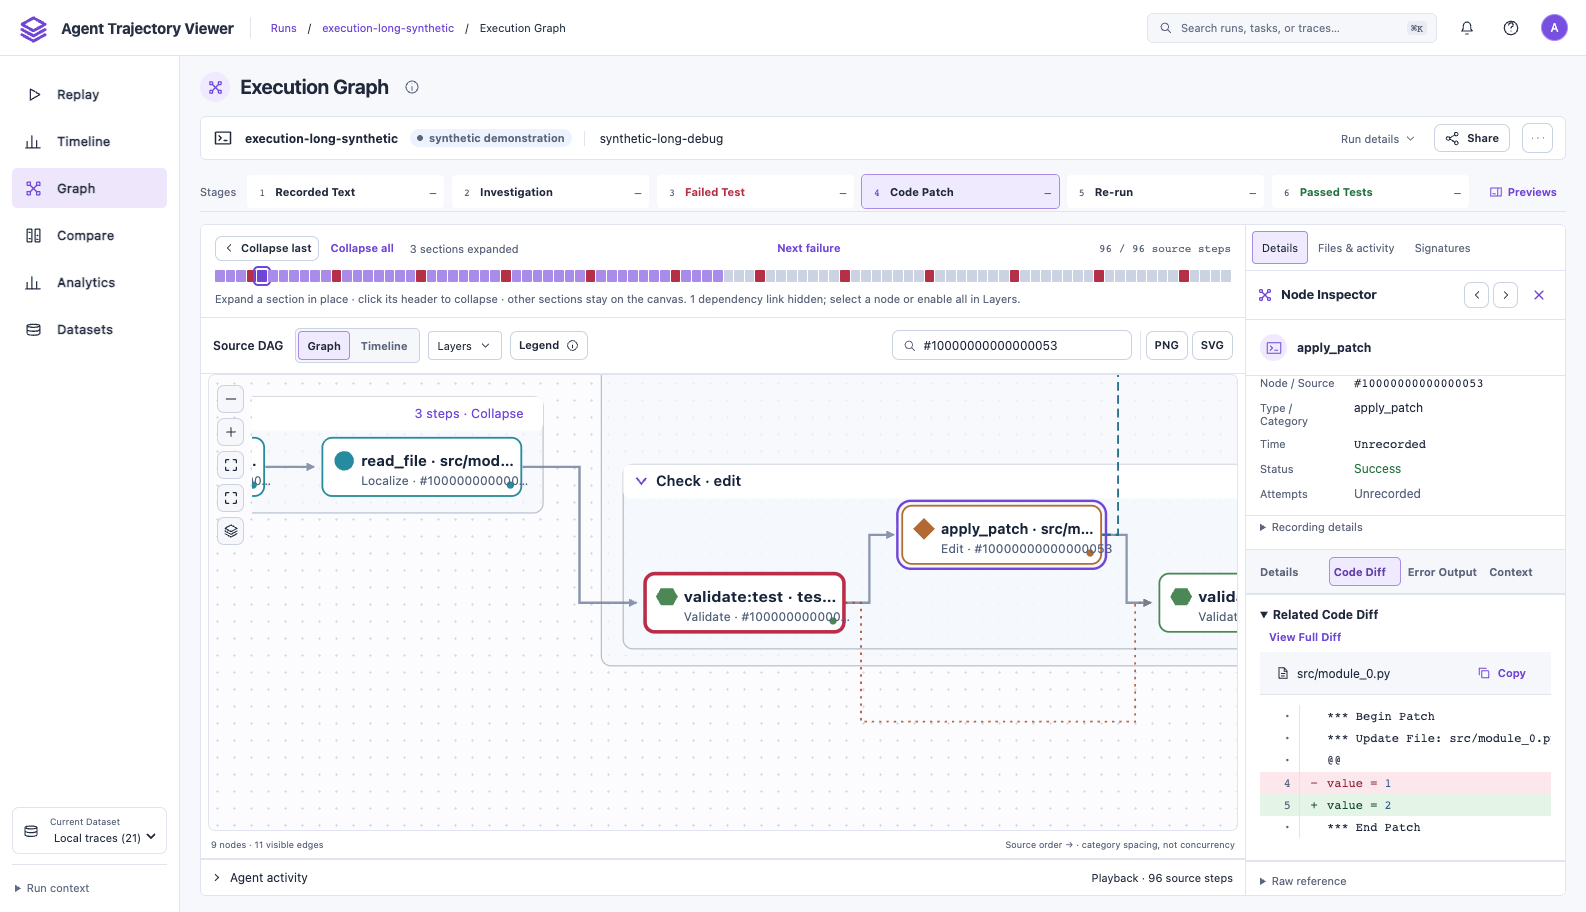 Agent Trajectory Viewer
Runs / execution-long-synthetic / Execution Graph
Search runs, tasks, or traces...
⌘K
A
Replay
Timeline
Graph
Compare
Analytics
Datasets
Current Dataset
Local traces (21)
Run context
Execution Graph
execution-long-synthetic
synthetic demonstration
synthetic-long-debug
Run details
Share
...
Stages
1 Recorded Text –
2 Investigation –
3 Failed Test –
4 Code Patch –
5 Re-run –
6 Passed Tests –
Previews
Collapse last
Collapse all
3 sections expanded
Next failure
96 / 96 source steps
Expand a section in place · click its header to collapse · other sections stay on the canvas. 1 dependency link hidden; select a node or enable all in Layers.
Source DAG
Graph
Timeline
Layers
Legend
#10000000000000053
PNG
SVG
3 steps · Collapse
read_file · src/mod...
Localize · #100000000000...
Check · edit
apply_patch · src/m...
Edit · #10000000000000053
validate:test · tes...
Validate · #100000000000...
9 nodes · 11 visible edges
Source order → · category spacing, not concurrency
Agent activity
Playback · 96 source steps
Details
Files & activity
Signatures
Node Inspector
apply_patch
Node / Source #10000000000000053
Type / Category apply_patch
Time Unrecorded
Status Success
Attempts Unrecorded
Recording details
Details
Code Diff
Error Output
Context
Related Code Diff
View Full Diff
src/module_0.py
Copy
· *** Begin Patch
· *** Update File: src/module_0.p
· @@
4 – value = 1
5 + value = 2
· *** End Patch
Raw reference